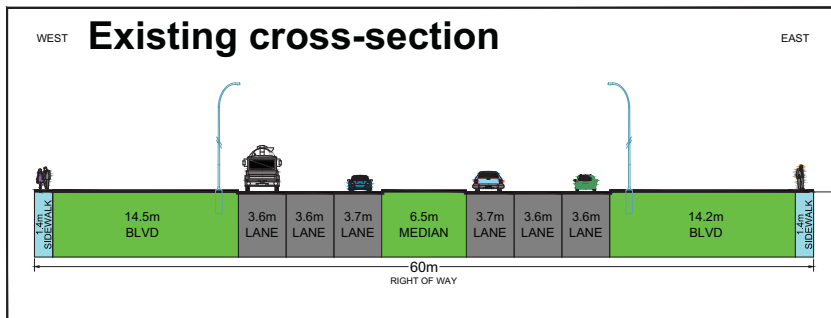 WEST Existing cross-section EAST
1.4m
SIDEWALK
14.5m
BLVD
3.6m
LANE
3.6m
LANE
3.7m
LANE
6.5m
MEDIAN
3.7m
LANE
3.6m
LANE
3.6m
LANE
14.2m
BLVD
1.4m
SIDEWALK
60m
RIGHT OF WAY